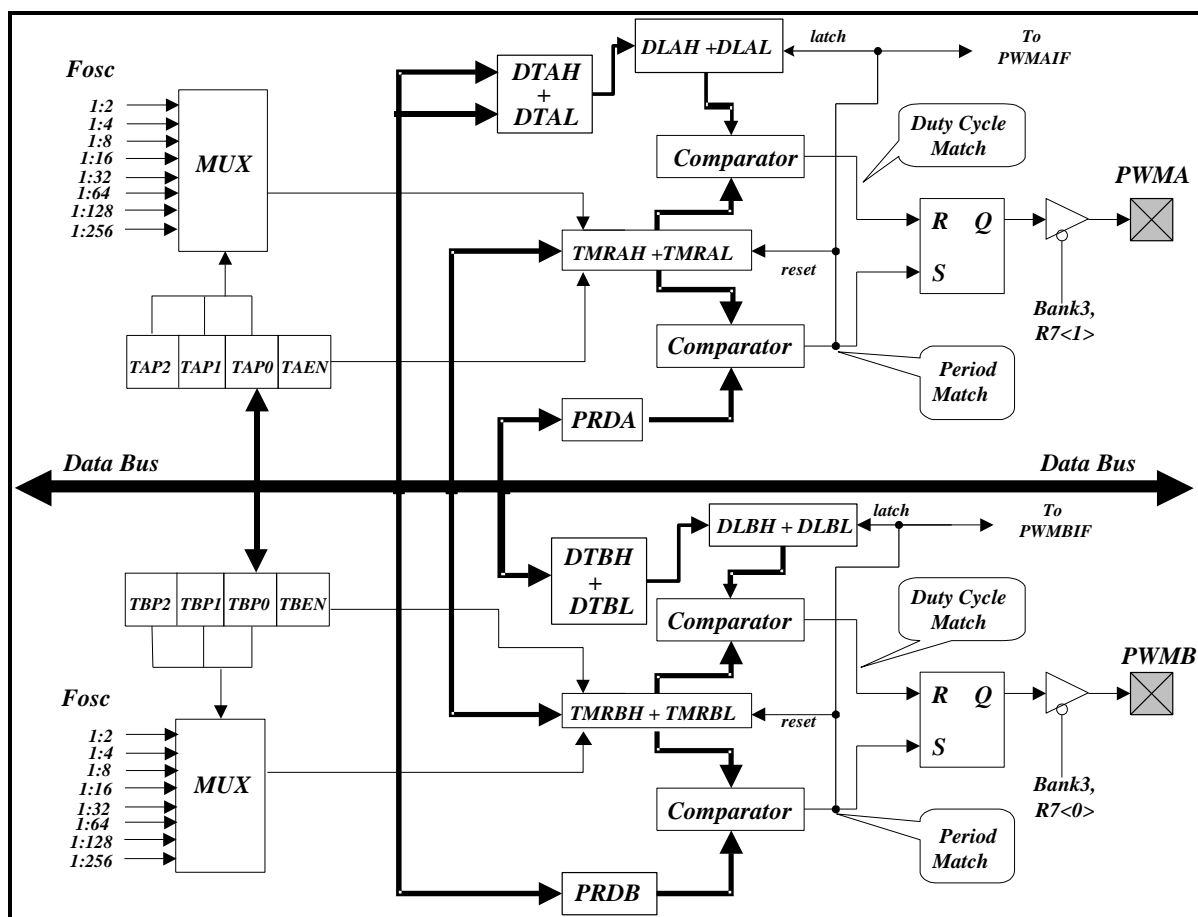 Fosc
1:2
1:4
1:8
1:16
1:32
1:64
1:128
1:256
MUX
TAP2 TAP1 TAP0 TAEN
DTAH
+
DTAL
DLAH +DLAL
latch
To
PWMAIF
Comparator
Duty Cycle
Match
TMRAH +TMRAL
reset
R Q
S
PWMA
Bank3,
R7<1>
Comparator
Period
Match
PRDA
Data Bus
Data Bus
DTBH
+
DTBL
DLBH + DLBL
latch
To
PWMBIF
TBP2 TBP1 TBP0 TBEN
Comparator
Duty Cycle
Match
Fosc
1:2
1:4
1:8
1:16
1:32
1:64
1:128
1:256
MUX
TMRBH + TMRBL
reset
R Q
S
PWMB
Bank3,
R7<0>
Comparator
Period
Match
PRDB